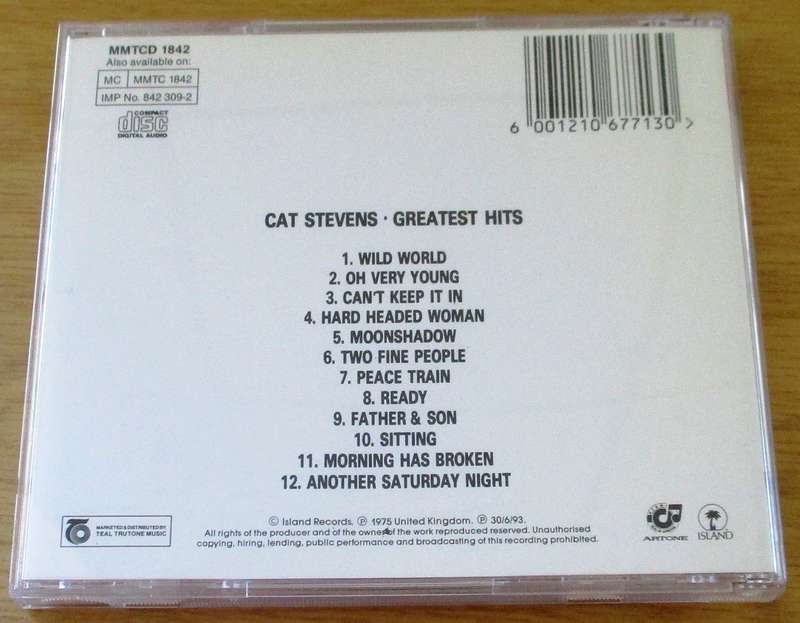 MMTCD 1842
Also available on:
MC MMTC 1842
IMP No. 842 309-2
COMPACT
disc
DIGITAL AUDIO
6 001210 677130 >
CAT STEVENS · GREATEST HITS
1. WILD WORLD
2. OH VERY YOUNG
3. CAN'T KEEP IT IN
4. HARD HEADED WOMAN
5. MOONSHADOW
6. TWO FINE PEOPLE
7. PEACE TRAIN
8. READY
9. FATHER & SON
10. SITTING
11. MORNING HAS BROKEN
12. ANOTHER SATURDAY NIGHT
MARKETED & DISTRIBUTED BY
TEAL TRUTONE MUSIC
© Island Records. ℗ 1975 United Kingdom. ℗ 30/6/93.
All rights of the producer and of the owner of the work reproduced reserved. Unauthorised
copying, hiring, lending, public performance and broadcasting of this recording prohibited.
ARTONE
ISLAND